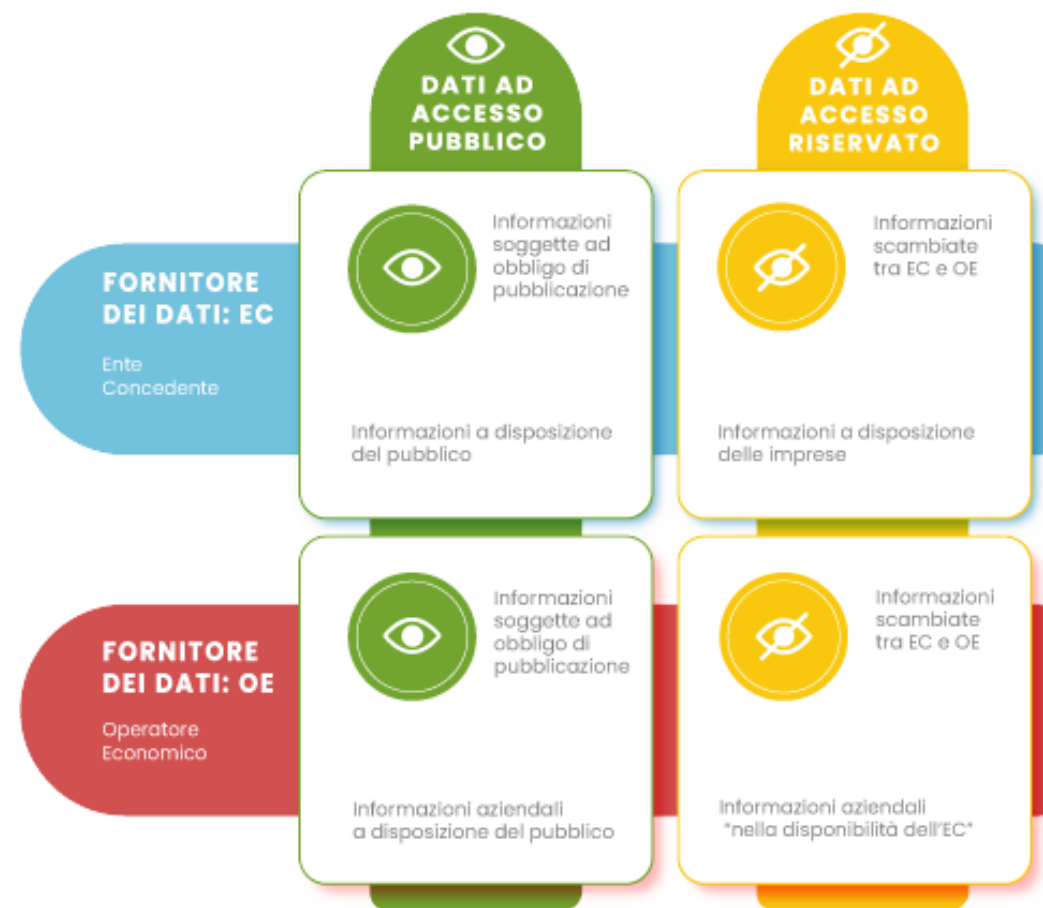 DATI AD
ACCESSO
PUBBLICO
DATI AD
ACCESSO
RISERVATO
FORNITORE
DEI DATI: EC
Ente
Concedente
Informazioni
soggette ad
obbligo di
pubblicazione
Informazioni a disposizione
del pubblico
Informazioni
scambiate
tra EC e OE
Informazioni a disposizione
delle imprese
FORNITORE
DEI DATI: OE
Operatore
Economico
Informazioni
soggette ad
obbligo di
pubblicazione
Informazioni aziendali
a disposizione del pubblico
Informazioni
scambiate
tra EC e OE
Informazioni aziendali
"nella disponibilità dell'EC"